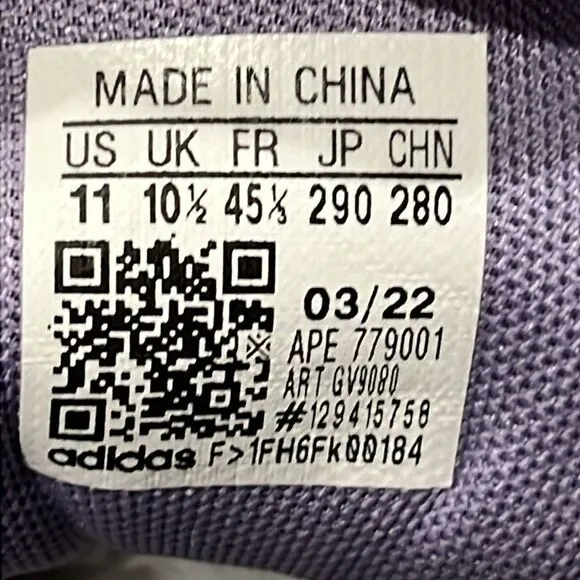 MADE IN CHINA
US UK FR JP CHN
11 10½ 45⅓ 290 280
03/22
APE 779001
ART GV9080
#129415758
adidas F>1FH6Fk00184